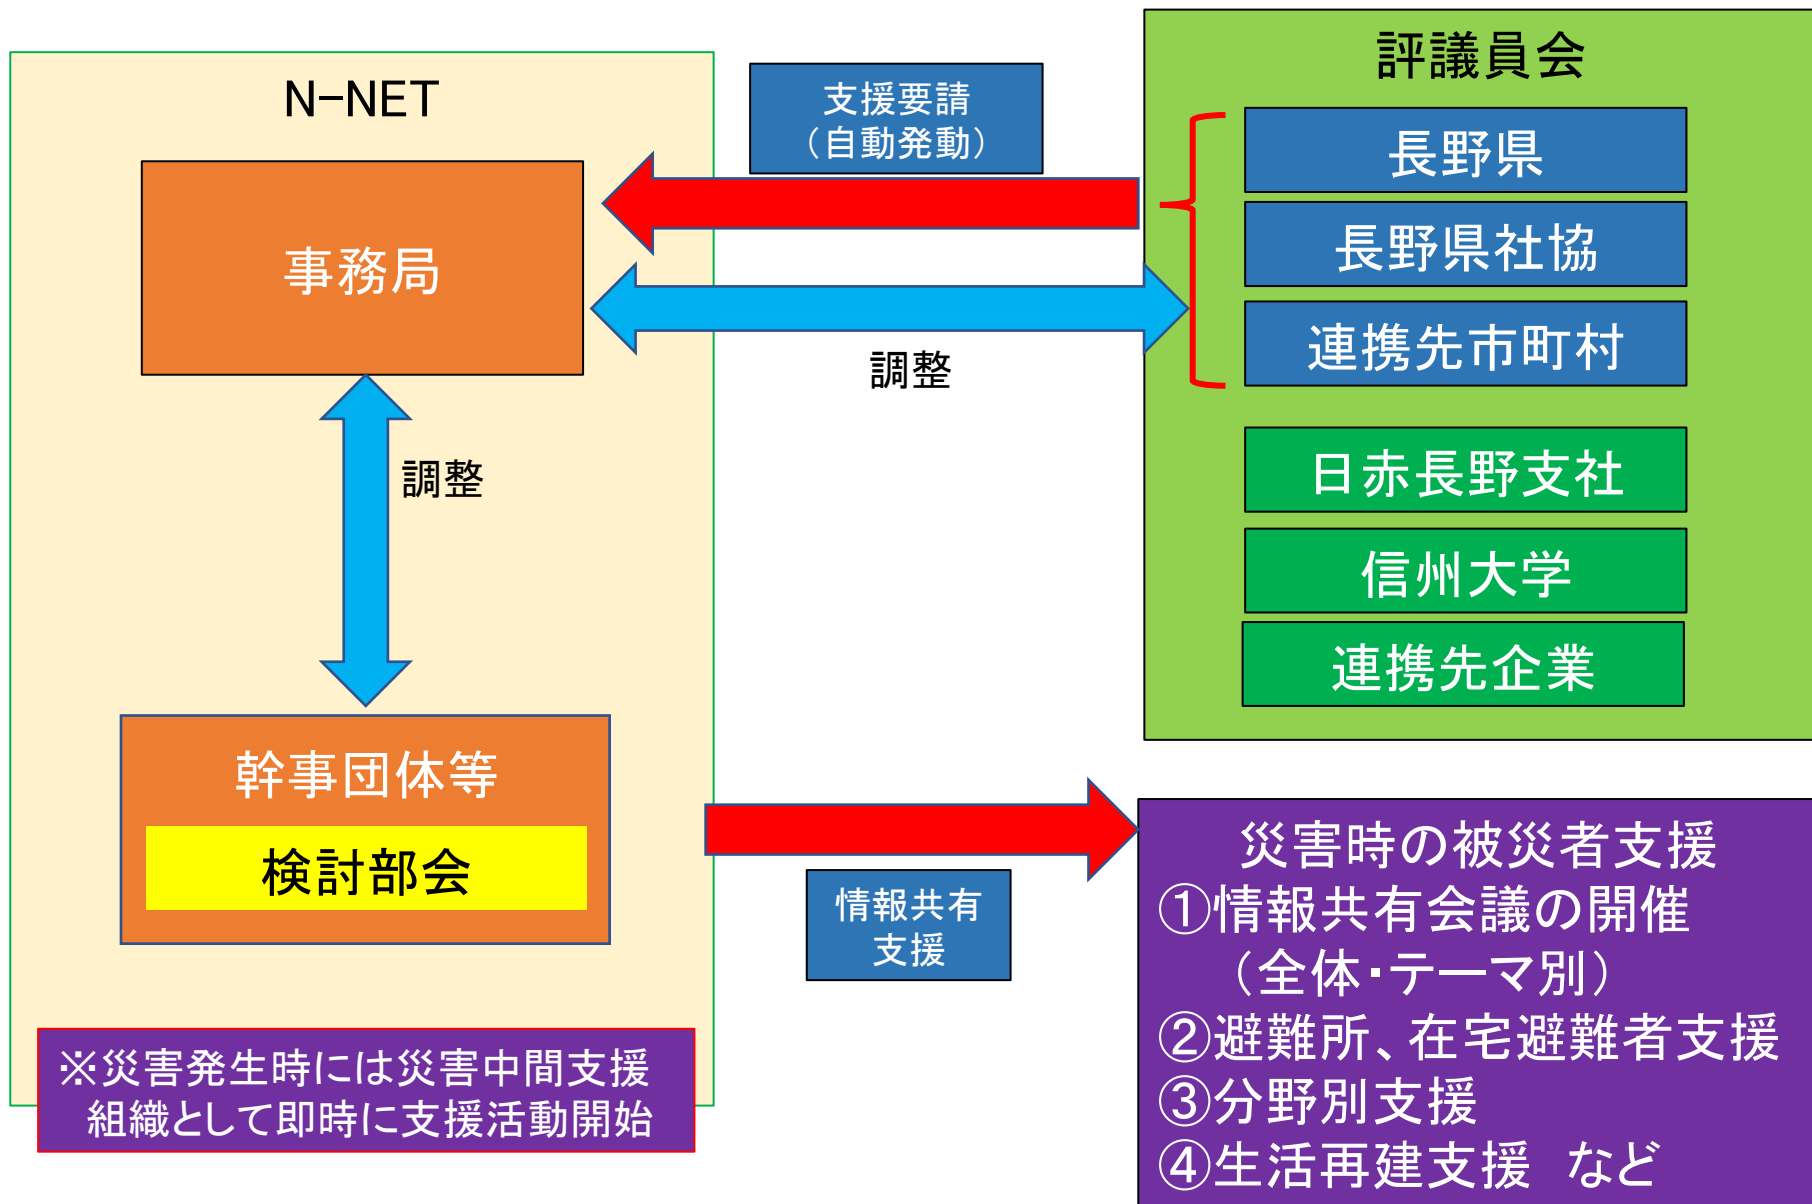 N-NET
事務局
調整
幹事団体等
検討部会
※災害発生時には災害中間支援
組織として即時に支援活動開始
支援要請
（自動発動）
調整
情報共有
支援
評議員会
長野県
長野県社協
連携先市町村
日赤長野支社
信州大学
連携先企業
災害時の被災者支援
①情報共有会議の開催
（全体・テーマ別）
②避難所、在宅避難者支援
③分野別支援
④生活再建支援　など